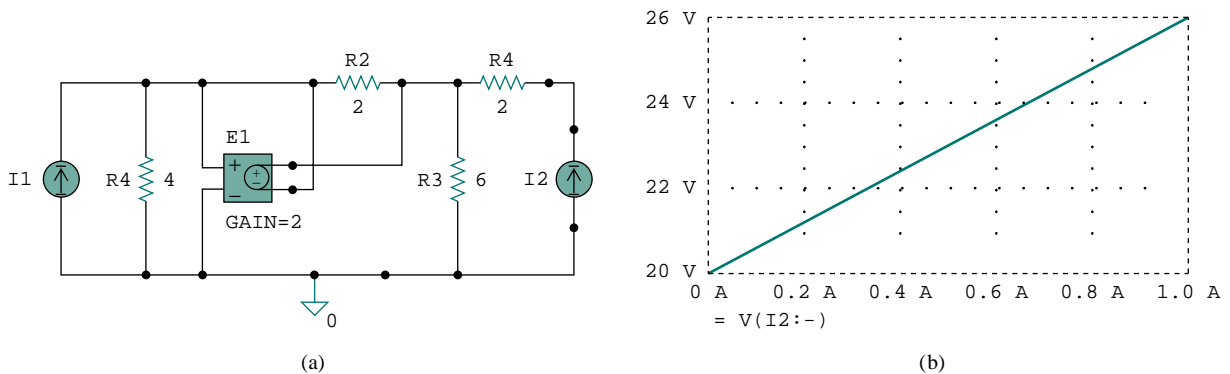 R2
R4
2
2
E1
+
−
+
−
I1
R4
4
R3
6
I2
GAIN=2
0
(a)
26 V
24 V
22 V
20 V
0 A
0.2 A
0.4 A
0.6 A
0.8 A
1.0 A
= V(I2:-)
(b)